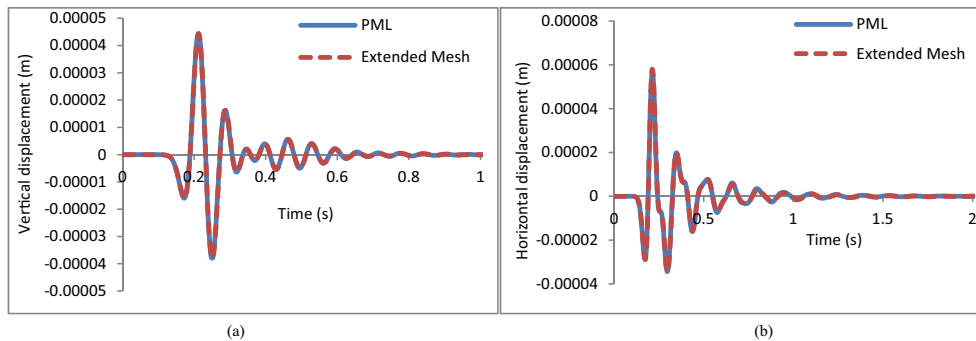 0.00005
0.00004
0.00003
0.00002
0.00001
0
-0.00001
-0.00002
-0.00003
-0.00004
-0.00005
Vertical displacement (m)
0 0.2 0.4 0.6 0.8 1
Time (s)
PML
Extended Mesh
(a)
0.00008
0.00006
0.00004
0.00002
0
-0.00002
-0.00004
Horizontal displacement (m)
0 0.5 1 1.5 2
Time (s)
PML
Extended Mesh
(b)